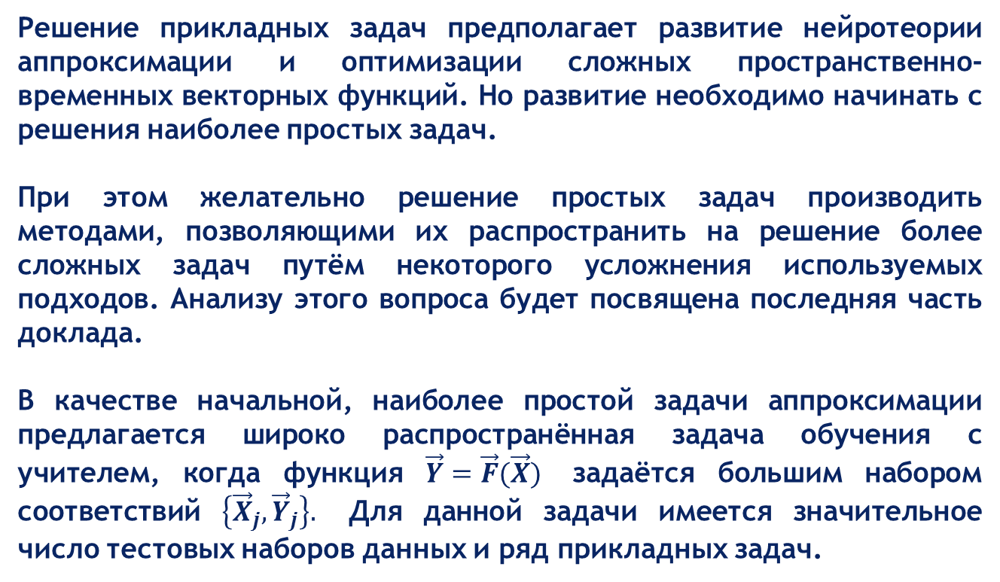 Решение прикладных задач предполагает развитие нейротеории
аппроксимации и оптимизации сложных пространственно-
временных векторных функций. Но развитие необходимо начинать с
решения наиболее простых задач.
При этом желательно решение простых задач производить
методами, позволяющими их распространить на решение более
сложных задач путём некоторого усложнения используемых
подходов. Анализу этого вопроса будет посвящена последняя часть
доклада.
В качестве начальной, наиболее простой задачи аппроксимации
предлагается широко распространённая задача обучения с
учителем, когда функция $\vec{Y} = \vec{F}(\vec{X})$ задаётся большим набором
соответствий $\{\vec{X}_j, \vec{Y}_j\}$. Для данной задачи имеется значительное
число тестовых наборов данных и ряд прикладных задач.